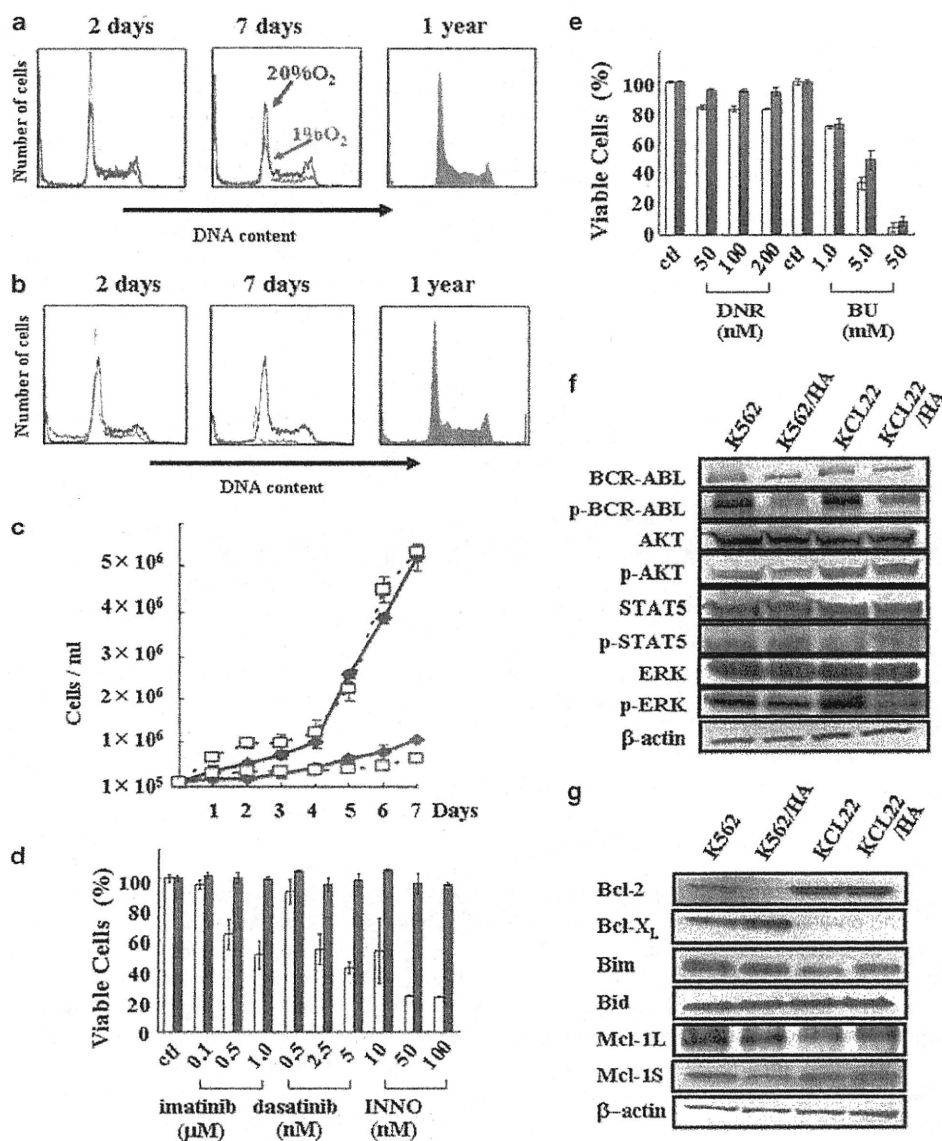 a
2 days 7 days 1 year
Number of cells
20%O₂
1%O₂
DNA content
b
2 days 7 days 1 year
Number of cells
DNA content
c
Cells / ml
5× 10⁶
4× 10⁶
3× 10⁶
2× 10⁶
1× 10⁶
1× 10⁵
1 2 3 4 5 6 7 Days
d
Viable Cells (%)
100
80
60
40
20
0
ctl 0.1 0.5 1.0 0.5 2.5 5 10 50 100
imatinib dasatinib INNO
(μM) (nM) (nM)
e
Viable Cells (%)
100
80
60
40
20
0
ctl 50 100 200 ctl 1.0 5.0 50
DNR BU
(nM) (mM)
f
K562 K562/HA KCL22 KCL22
/HA
BCR-ABL
p-BCR-ABL
AKT
p-AKT
STAT5
p-STAT5
ERK
p-ERK
β-actin
g
K562 K562/HA KCL22 KCL22
/HA
Bcl-2
Bcl-X_L
Bim
Bid
Mcl-1L
Mcl-1S
β-actin